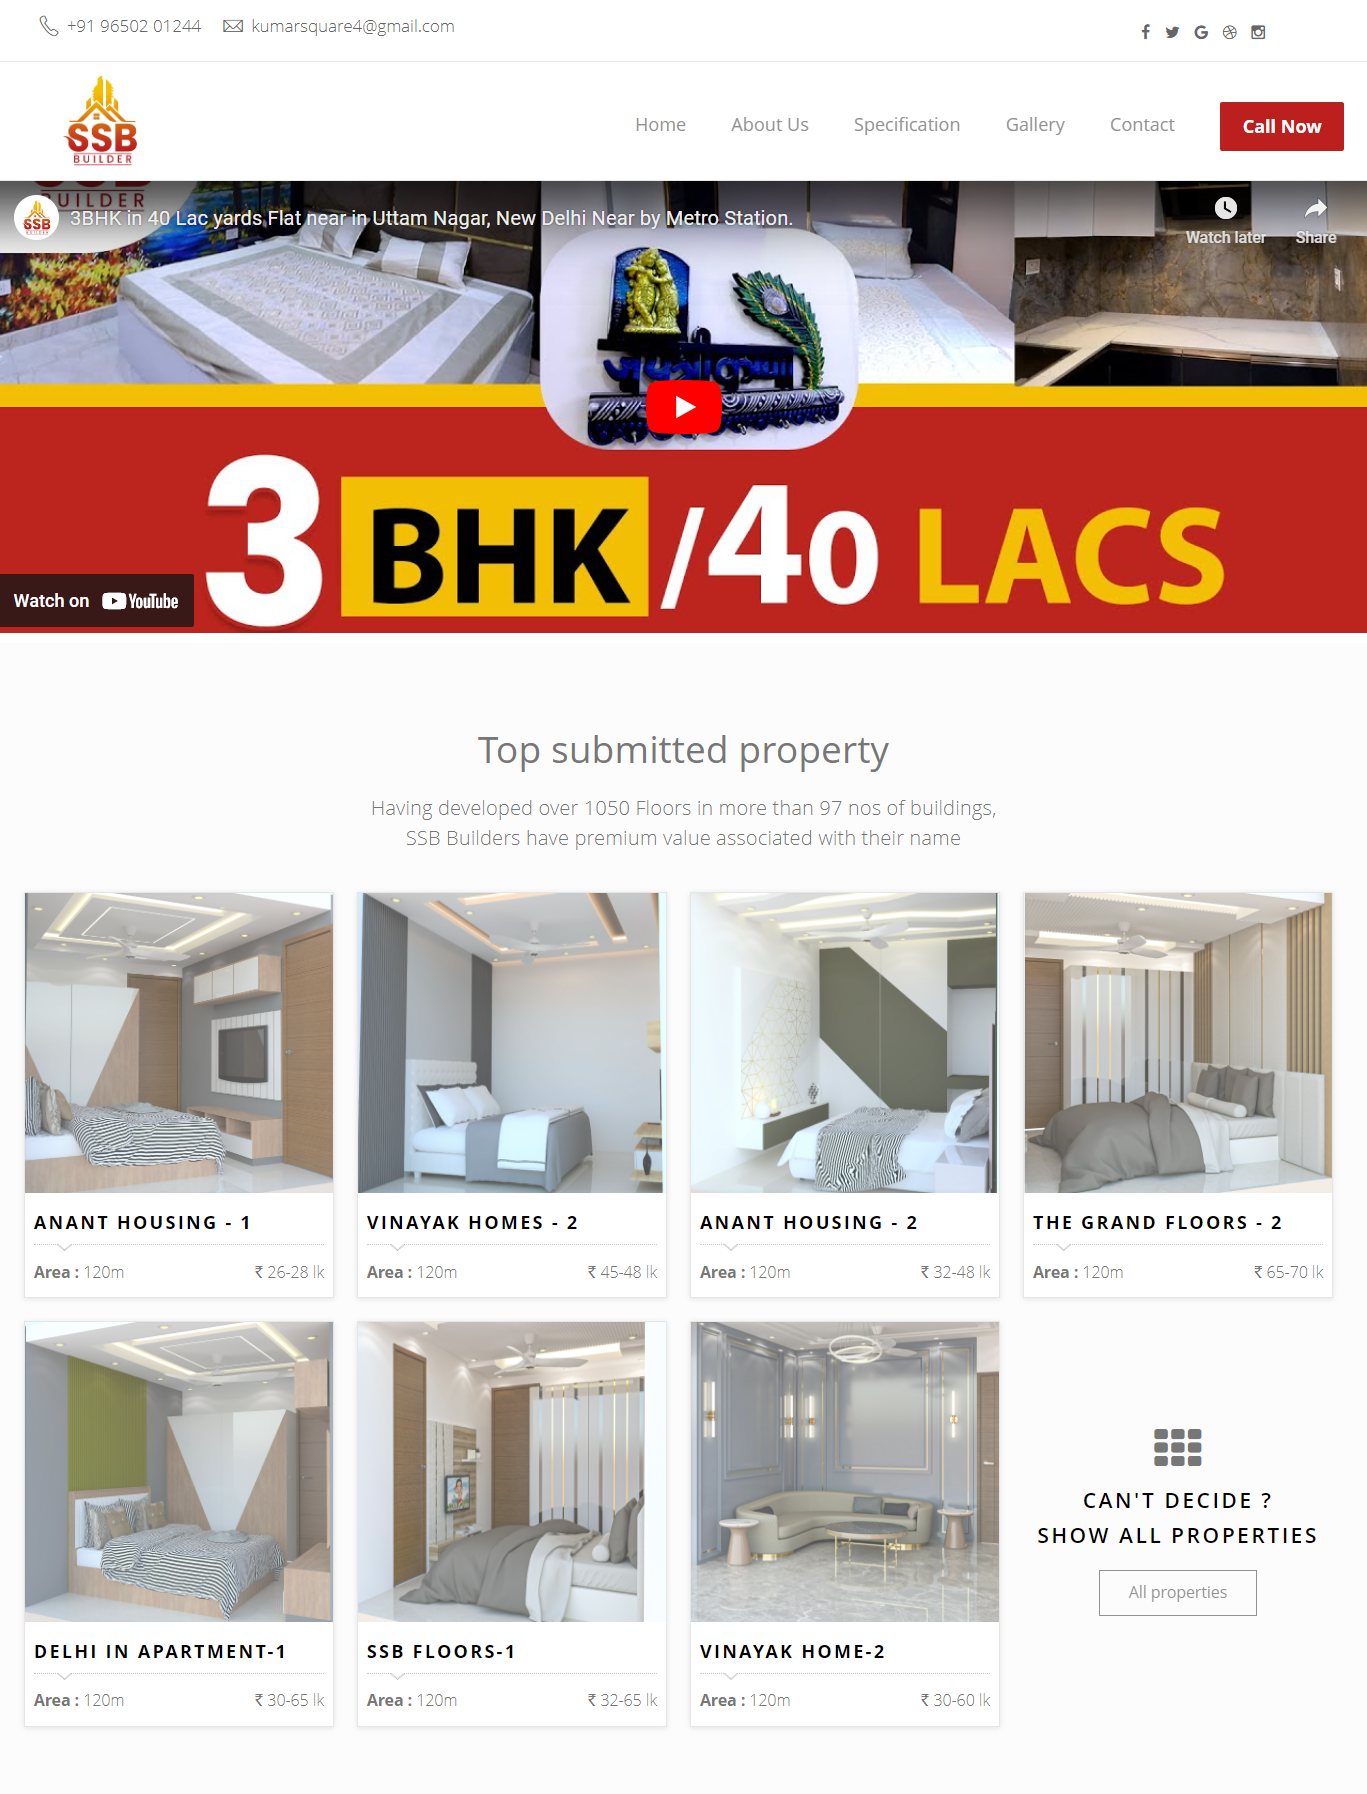 +91 96502 01244 kumarsquare4@gmail.com
SSB
BUILDER
Home About Us Specification Gallery Contact Call Now
UILDER
SSB
3BHK in 40 Lac yards Flat near in Uttam Nagar, New Delhi Near by Metro Station.
Watch later Share
3 BHK /40 LACS
Watch on YouTube
Top submitted property
Having developed over 1050 Floors in more than 97 nos of buildings,
SSB Builders have premium value associated with their name
ANANT HOUSING - 1
Area : 120m ₹ 26-28 lk
VINAYAK HOMES - 2
Area : 120m ₹ 45-48 lk
ANANT HOUSING - 2
Area : 120m ₹ 32-48 lk
THE GRAND FLOORS - 2
Area : 120m ₹ 65-70 lk
DELHI IN APARTMENT-1
Area : 120m ₹ 30-65 lk
SSB FLOORS-1
Area : 120m ₹ 32-65 lk
VINAYAK HOME-2
Area : 120m ₹ 30-60 lk
CAN'T DECIDE ?
SHOW ALL PROPERTIES
All properties